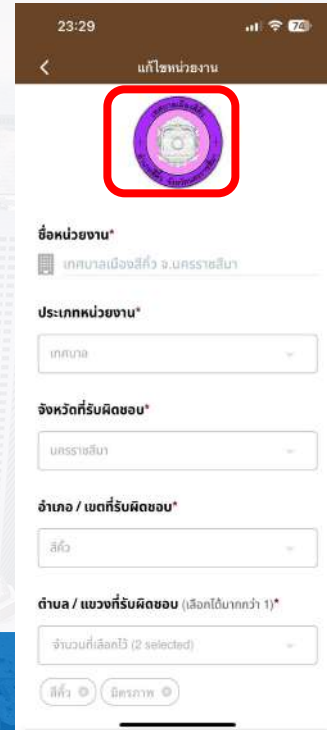 23:29
74
แก้ไขหน่วยงาน
ชื่อหน่วยงาน*
เทศบาลเมืองสีคิ้ว จ.นครราชสีมา
ประเภทหน่วยงาน*
เทศบาล
จังหวัดที่รับผิดชอบ*
นครราชสีมา
อำเภอ / เขตที่รับผิดชอบ*
สีคิ้ว
ตำบล / แขวงที่รับผิดชอบ (เลือกได้มากกว่า 1)*
จำนวนที่เลือกไว้ (2 selected)
สีคิ้ว มิตรภาพ